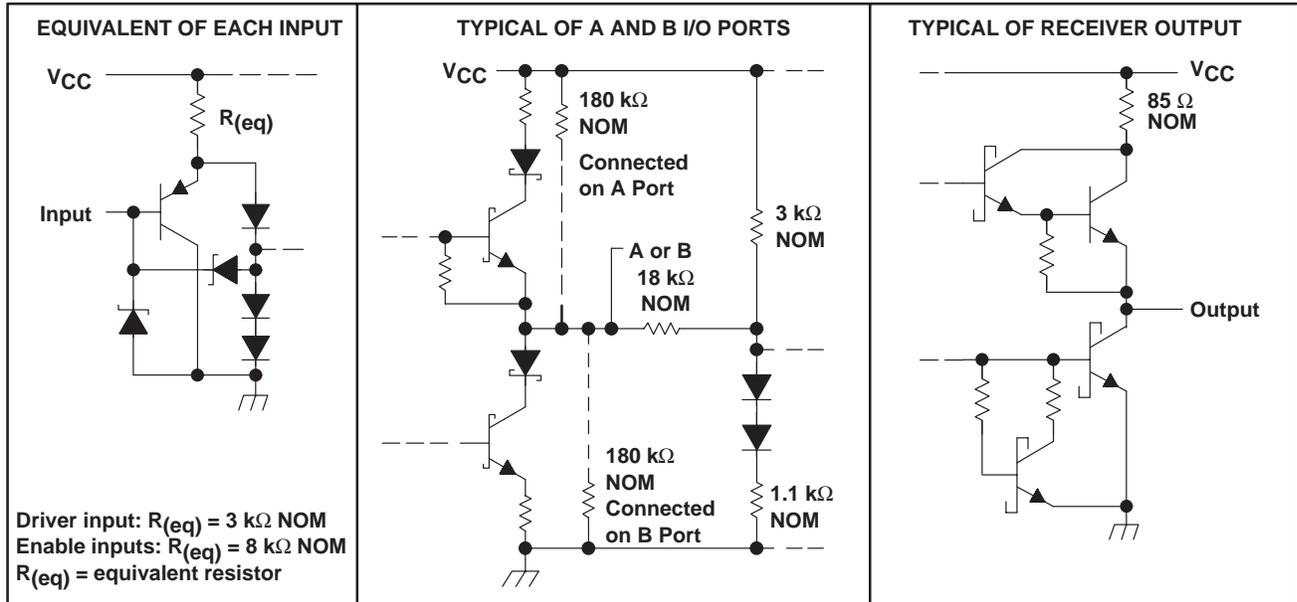 EQUIVALENT OF EACH INPUT
VCC
R(eq)
Input
Driver input: R(eq) = 3 kΩ NOM
Enable inputs: R(eq) = 8 kΩ NOM
R(eq) = equivalent resistor
TYPICAL OF A AND B I/O PORTS
VCC
180 kΩ
NOM
Connected
on A Port
3 kΩ
NOM
A or B
18 kΩ
NOM
180 kΩ
NOM
Connected
on B Port
1.1 kΩ
NOM
TYPICAL OF RECEIVER OUTPUT
VCC
85 Ω
NOM
Output